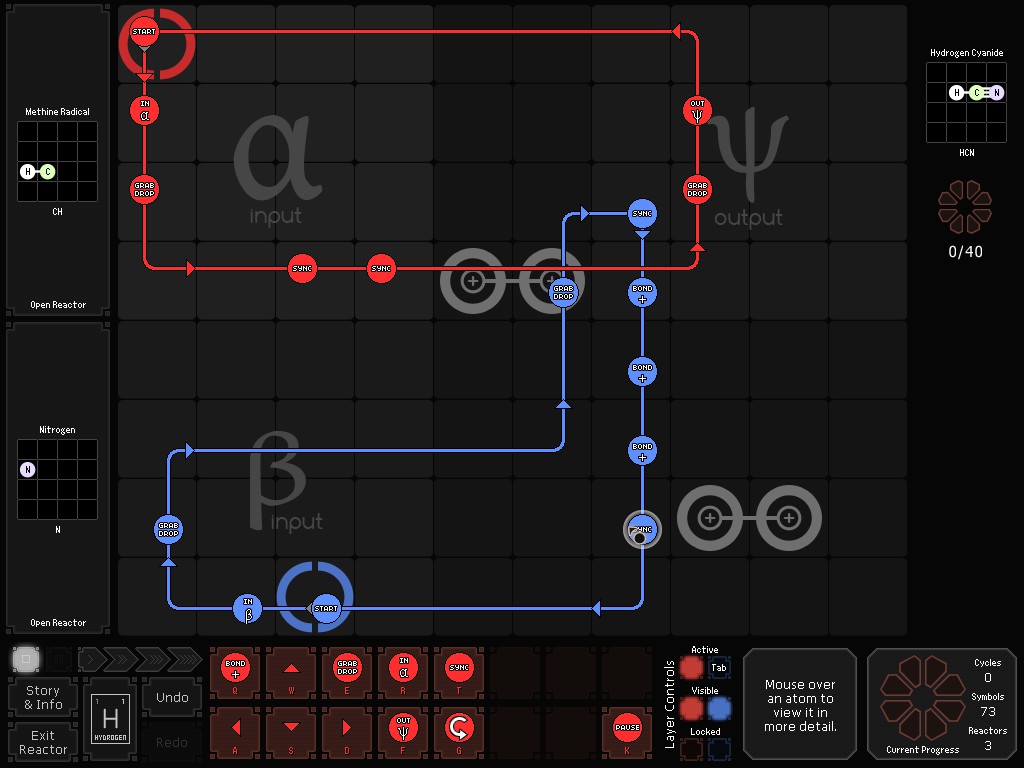 START
IN
α
GRAB
DROP
SYNC
SYNC
OUT
ψ
GRAB
DROP
α
input
ψ
output
SYNC
GRAB
DROP
BOND
+
BOND
+
BOND
+
SYNC
β
input
GRAB
DROP
IN
β
START
Methine Radical
H C
CH
Open Reactor
Nitrogen
N
N
Open Reactor
Hydrogen Cyanide
H C N
HCN
0/40
Story
& Info
Exit
Reactor
1 1
H
HYDROGEN
Undo
Redo
BOND
+
Q
W
GRAB
DROP
E
IN
α
R
SYNC
T
A
S
D
OUT
ψ
F
G
PAUSE
K
Layer Controls
Active
Tab
Visible
Locked
Mouse over
an atom to
view it in
more detail.
Cycles
0
Symbols
73
Reactors
3
Current Progress